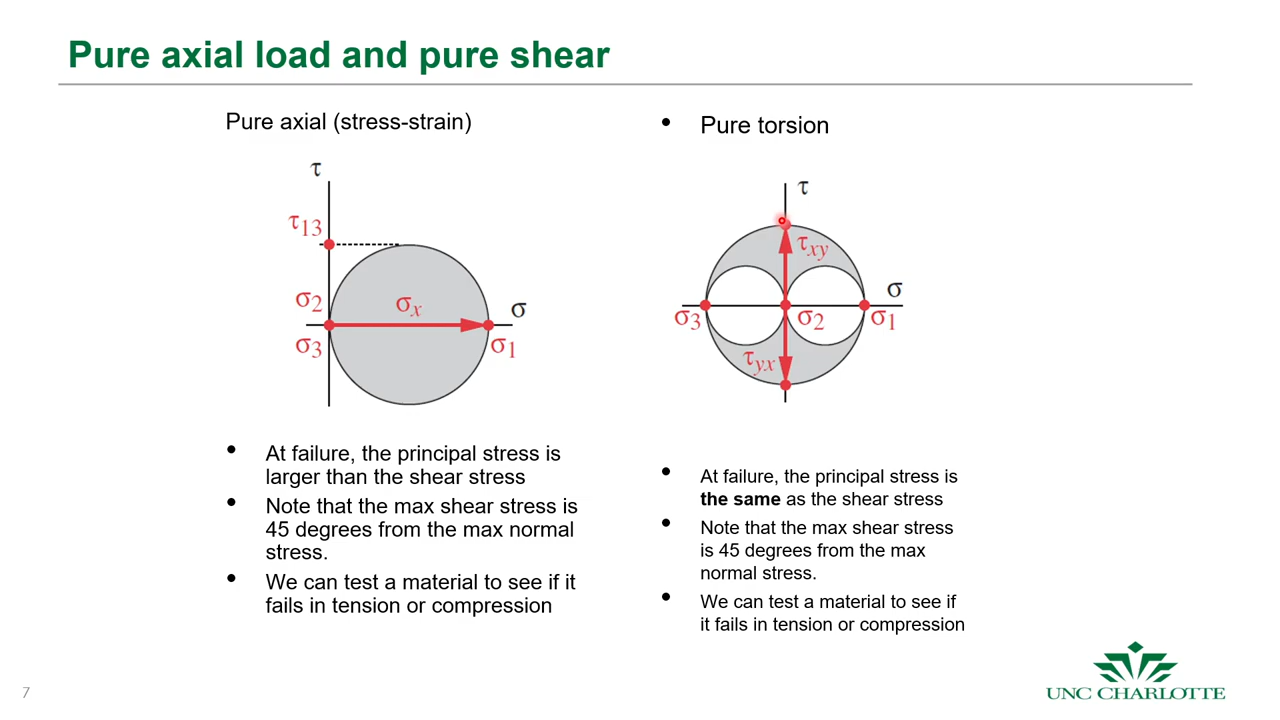 Pure axial load and pure shear
Pure axial (stress-strain)
τ
τ13
σ2
σx
σ
σ3
σ1
• At failure, the principal stress is
larger than the shear stress
• Note that the max shear stress is
45 degrees from the max normal
stress.
• We can test a material to see if it
fails in tension or compression
• Pure torsion
τ
τxy
σ
σ3
σ2
σ1
τyx
• At failure, the principal stress is
the same as the shear stress
• Note that the max shear stress
is 45 degrees from the max
normal stress.
• We can test a material to see if
it fails in tension or compression
7
UNC CHARLOTTE